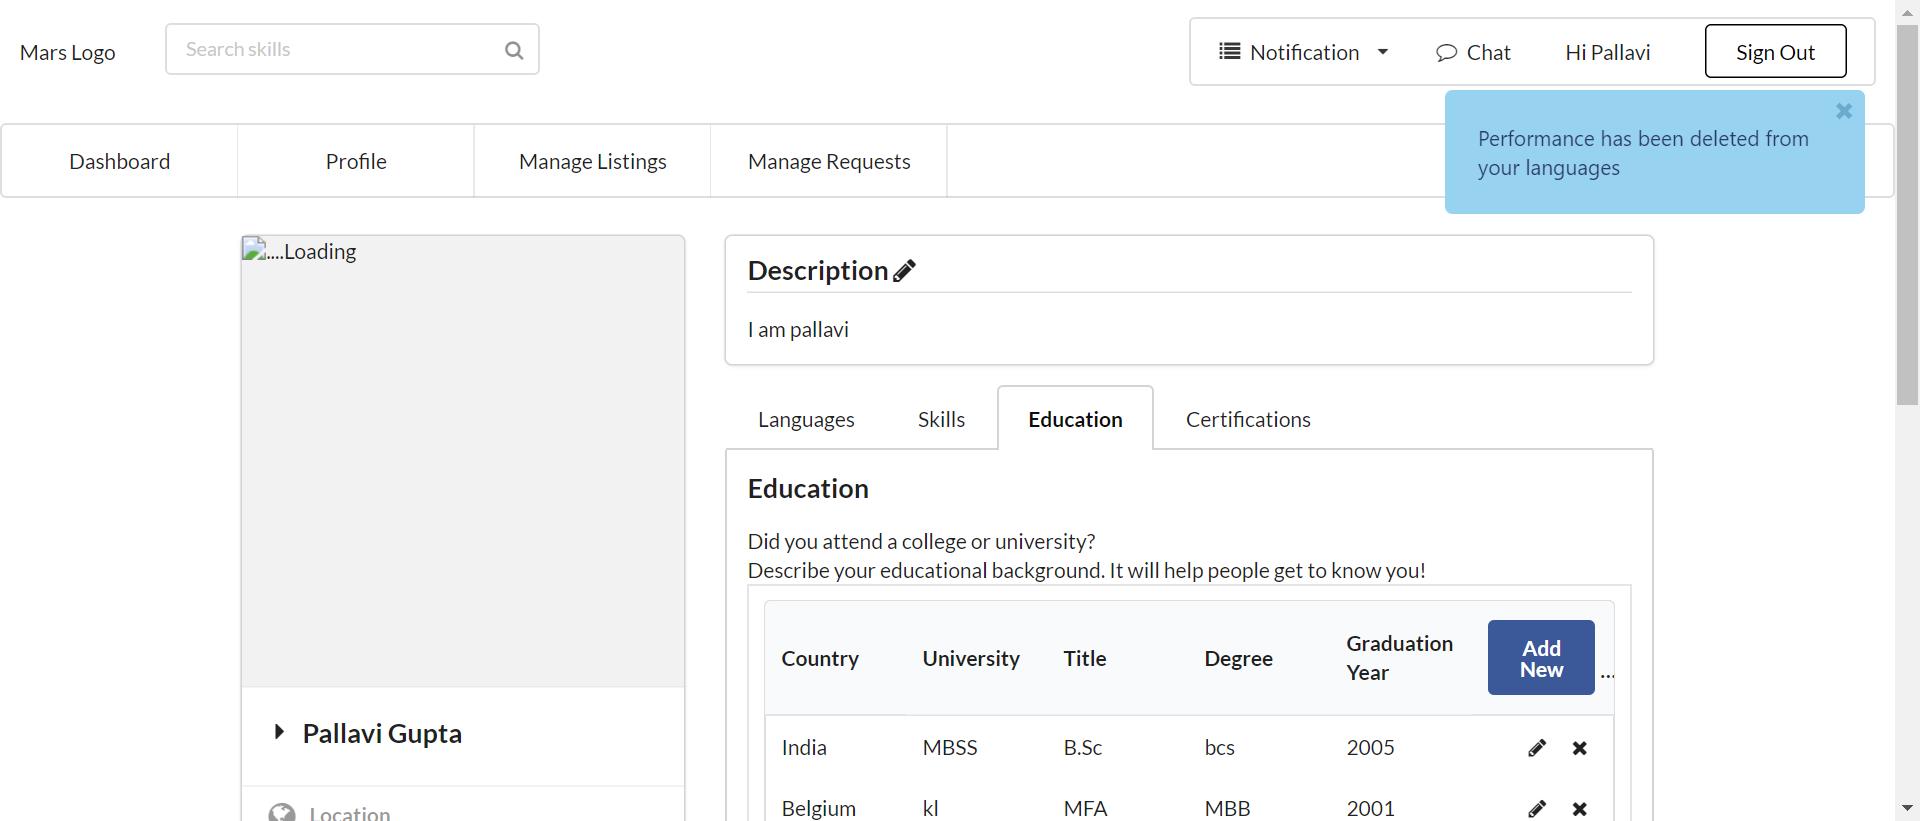 Mars Logo
Search skills
Notification
Chat
Hi Pallavi
Sign Out
Dashboard
Profile
Manage Listings
Manage Requests
Performance has been deleted from
your languages
....Loading
Description
I am pallavi
Languages
Skills
Education
Certifications
Education
Did you attend a college or university?
Describe your educational background. It will help people get to know you!
Country University Title Degree Graduation Year Add New ...
India MBSS B.Sc bcs 2005
Belgium kl MFA MBB 2001
Pallavi Gupta
Location